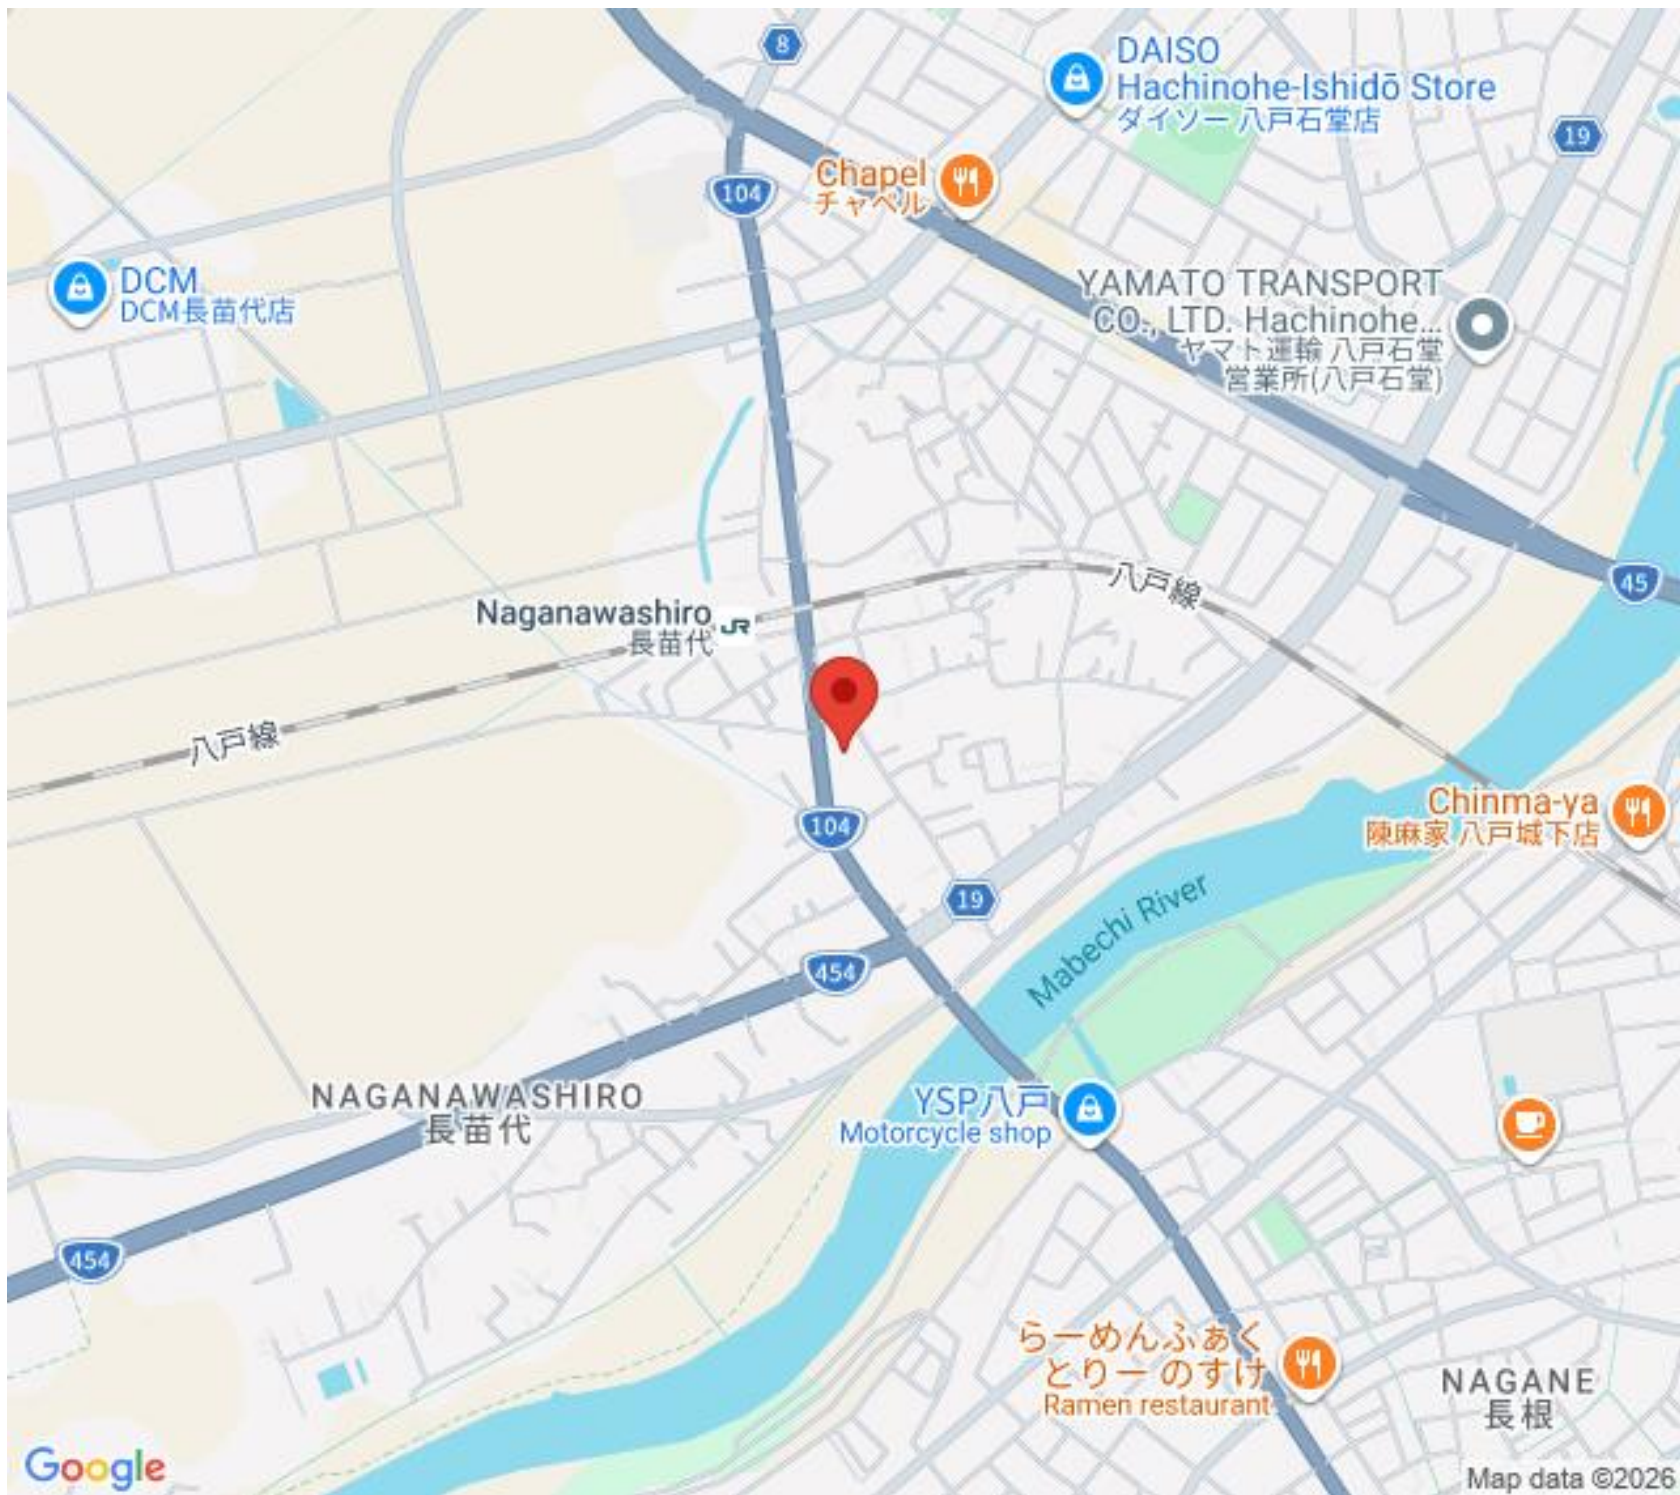 8
DAISO
Hachinohe-Ishidō Store
ダイソー 八戸石堂店
19
104
Chapel
チャペル
DCM
DCM長苗代店
YAMATO TRANSPORT
CO., LTD. Hachinohe...
ヤマト運輸 八戸石堂
営業所(八戸石堂)
八戸線
45
Naganawashiro
長苗代
JR
八戸線
104
Chinma-ya
陳麻家 八戸城下店
19
Mabechi River
454
NAGANAWASHIRO
長苗代
YSP八戸
Motorcycle shop
454
らーめんふぁく
とりー のすけ
Ramen restaurant
NAGANE
長根
Google
Map data ©2026